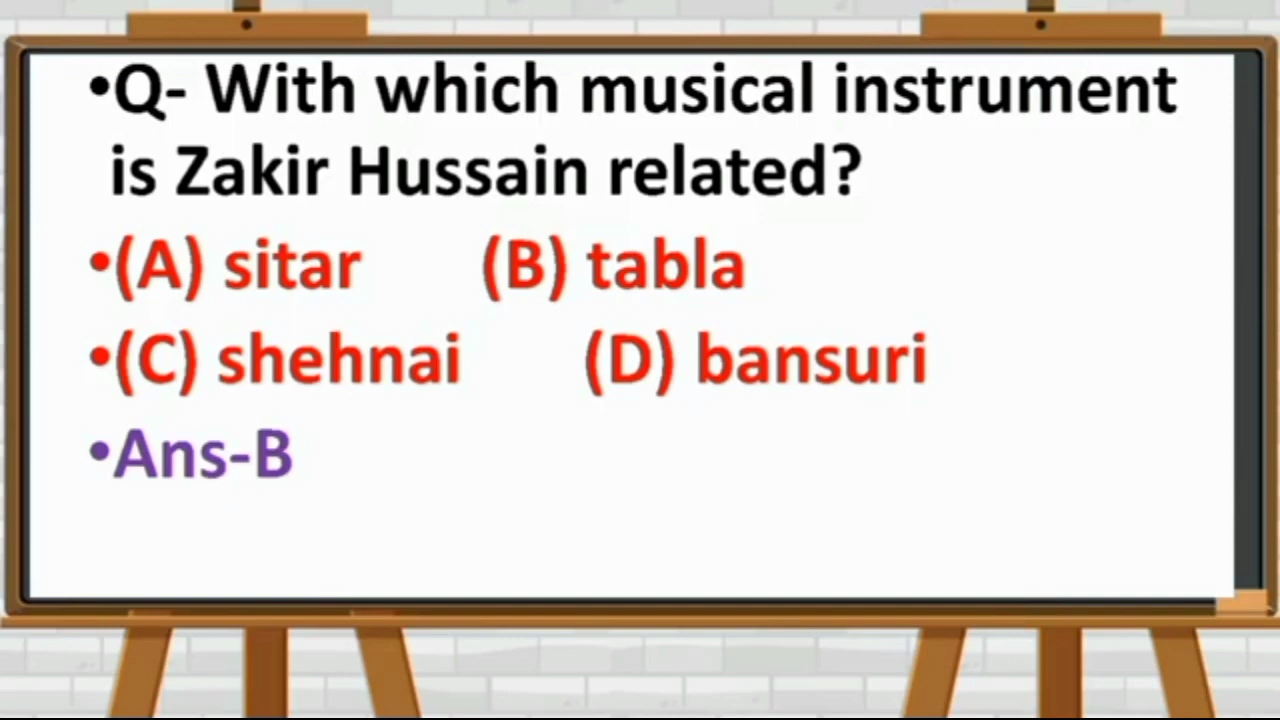 •Q- With which musical instrument
is Zakir Hussain related?
•(A) sitar (B) tabla
•(C) shehnai (D) bansuri
•Ans-B